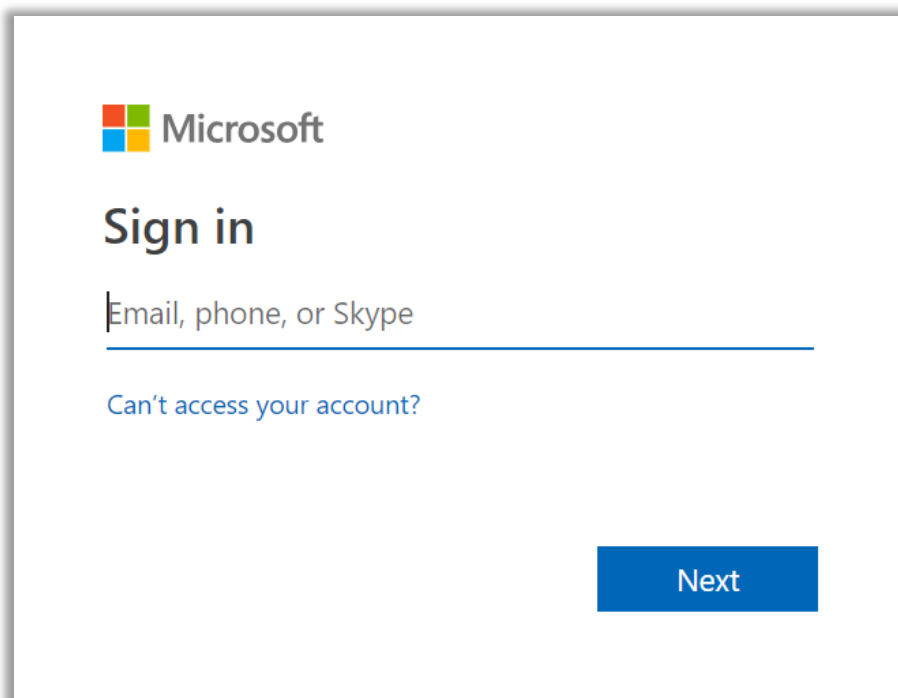 Microsoft
Sign in
Email, phone, or Skype
Can’t access your account?
Next